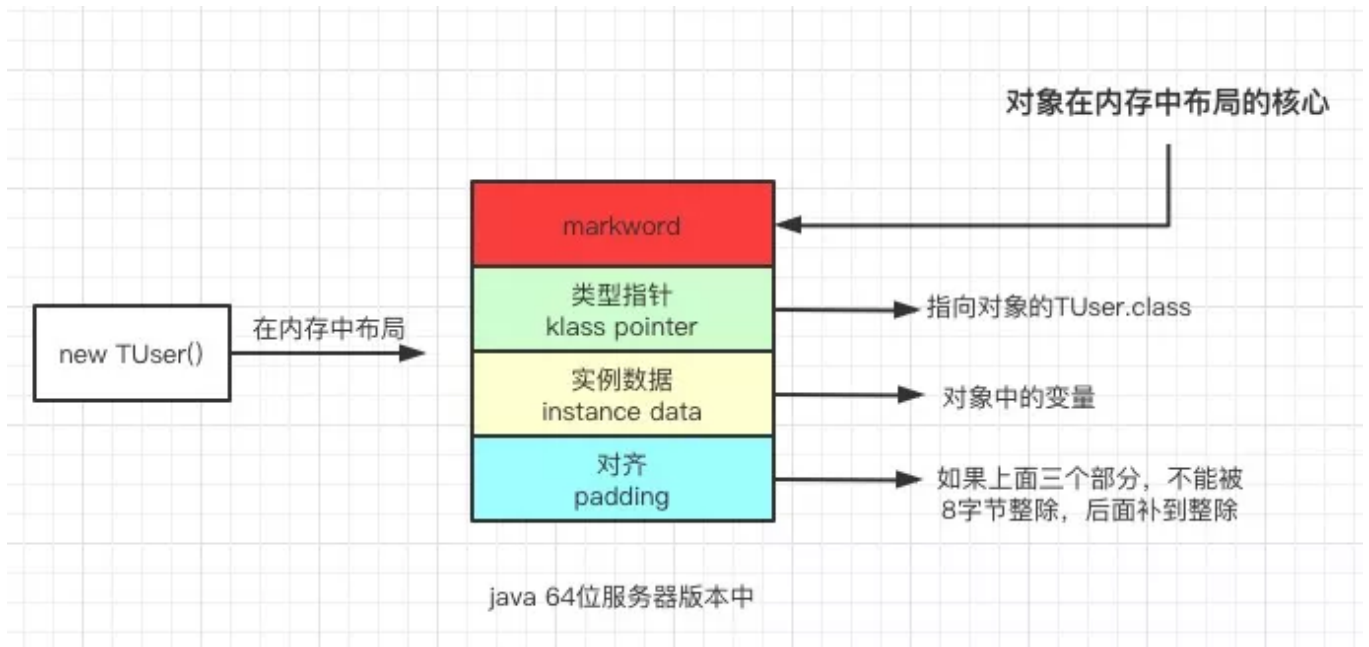 对象在内存中布局的核心
markword
类型指针
klass pointer
指向对象的TUser.class
new TUser()
在内存中布局
实例数据
instance data
对象中的变量
对齐
padding
如果上面三个部分，不能被
8字节整除，后面补到整除
java 64位服务器版本中